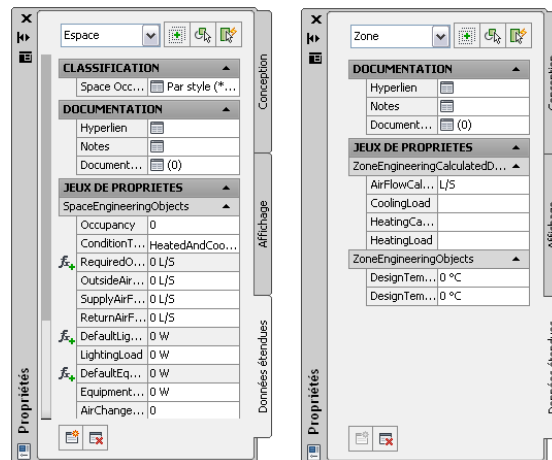 Espace
CLASSIFICATION
Space Occ... Par style (*...
DOCUMENTATION
Hyperlien
Notes
Document... (0)
JEUX DE PROPRIETES
SpaceEngineeringObjects
Occupancy 0
ConditionT... HeatedAndCoo...
RequiredO... 0 L/S
OutsideAir... 0 L/S
SupplyAirF... 0 L/S
ReturnAirF... 0 L/S
DefaultLig... 0 W
LightingLoad 0 W
DefaultEq... 0 W
Equipment... 0 W
AirChange... 0
Conception
Affichage
Données étendues
Propriétés
Zone
DOCUMENTATION
Hyperlien
Notes
Document... (0)
JEUX DE PROPRIETES
ZoneEngineeringCalculatedD...
AirFlowCal... L/S
CoolingLoad
HeatingCa...
HeatingLoad
ZoneEngineeringObjects
DesignTem... 0 °C
DesignTem... 0 °C
Conception
Affichage
Données étendues
Propriétés